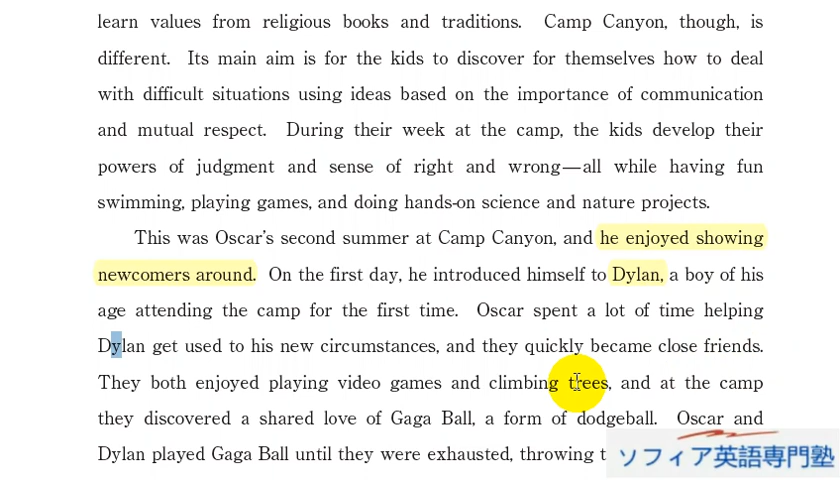 learn values from religious books and traditions. Camp Canyon, though, is
different. Its main aim is for the kids to discover for themselves how to deal
with difficult situations using ideas based on the importance of communication
and mutual respect. During their week at the camp, the kids develop their
powers of judgment and sense of right and wrong—all while having fun
swimming, playing games, and doing hands-on science and nature projects.
This was Oscar's second summer at Camp Canyon, and he enjoyed showing
newcomers around. On the first day, he introduced himself to Dylan, a boy of his
age attending the camp for the first time. Oscar spent a lot of time helping
Dylan get used to his new circumstances, and they quickly became close friends.
They both enjoyed playing video games and climbing trees, and at the camp
they discovered a shared love of Gaga Ball, a form of dodgeball. Oscar and
Dylan played Gaga Ball until they were exhausted, throwing
ソフィア英語専門塾